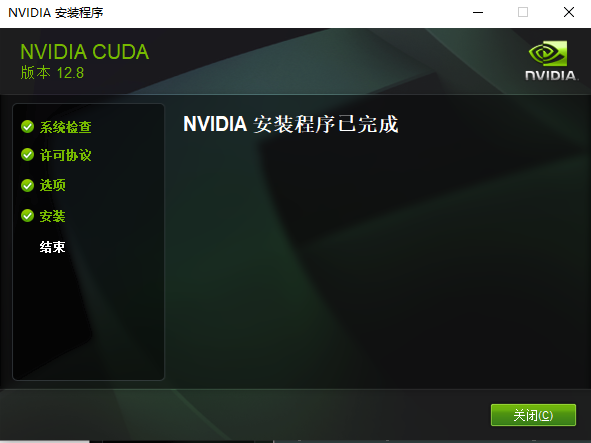 NVIDIA 安装程序
NVIDIA CUDA
版本 12.8
NVIDIA.
系统检查
许可协议
选项
安装
结束
NVIDIA 安装程序已完成
关闭(C)